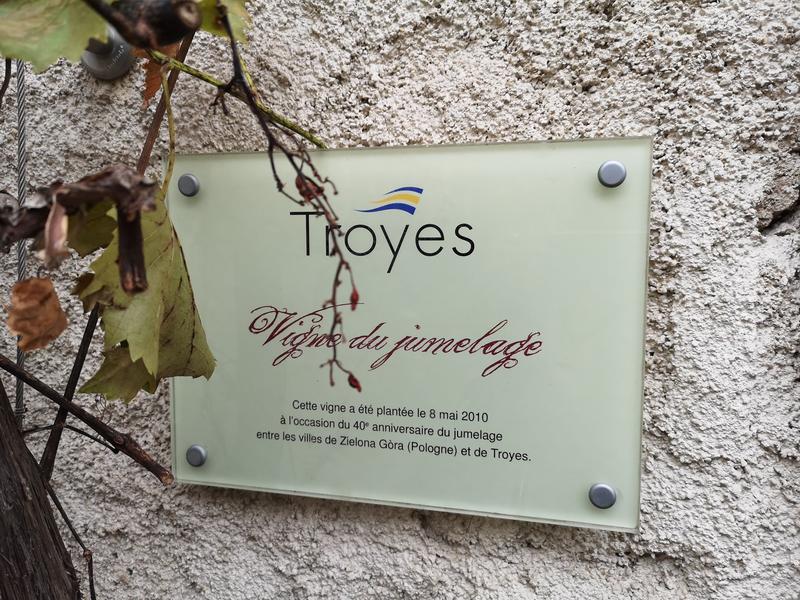 Troyes
Vigne du jumelage
Cette vigne a été plantée le 8 mai 2010
à l'occasion du 40e anniversaire du jumelage
entre les villes de Zielona Gòra (Pologne) et de Troyes.